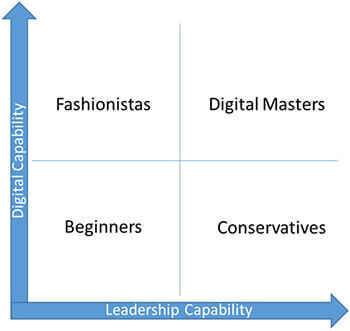 Digital Capability
Fashionistas
Digital Masters
Beginners
Conservatives
Leadership Capability